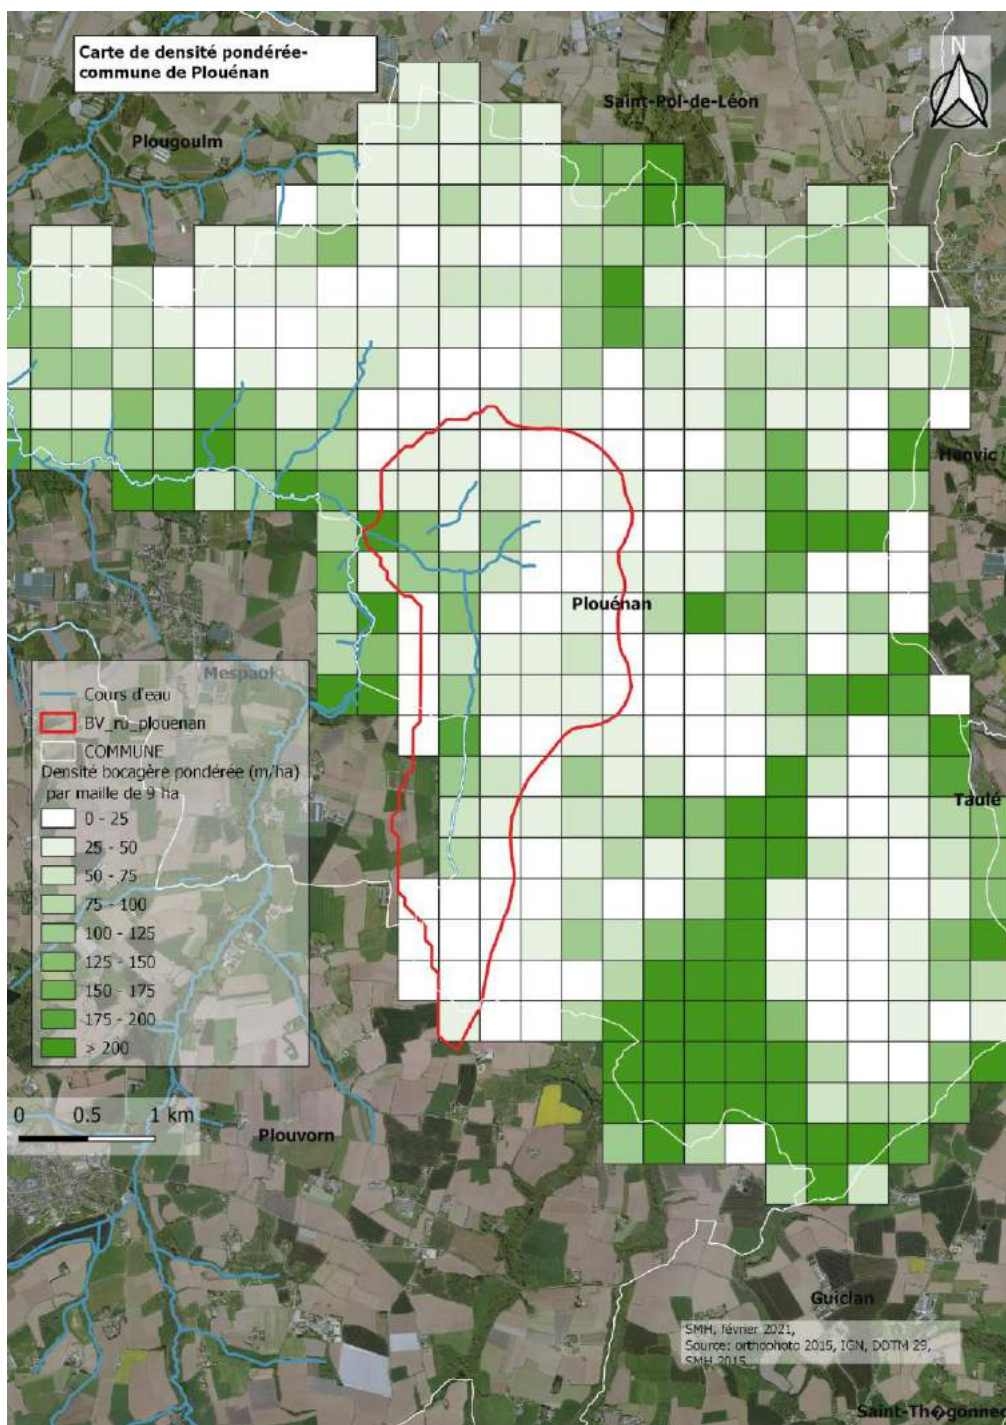 Carte de densité pondérée-
commune de Plouénan
N
Saint-Pol-de-Léon
Plougoulm
Henvic
Plouénan
Mespaul
Cours d'eau
BV_ru_plouenan
COMMUNE
Densité bocagère pondérée (m/ha)
par maille de 9 ha
0 - 25
25 - 50
50 - 75
75 - 100
100 - 125
125 - 150
150 - 175
175 - 200
> 200
Taulé
0 0.5 1 km
Plouvorn
Guiclan
SMH, février 2021,
Source: orthophoto 2015, IGN, DDTM 29,
SMH 2015
Saint-Th�gonnec